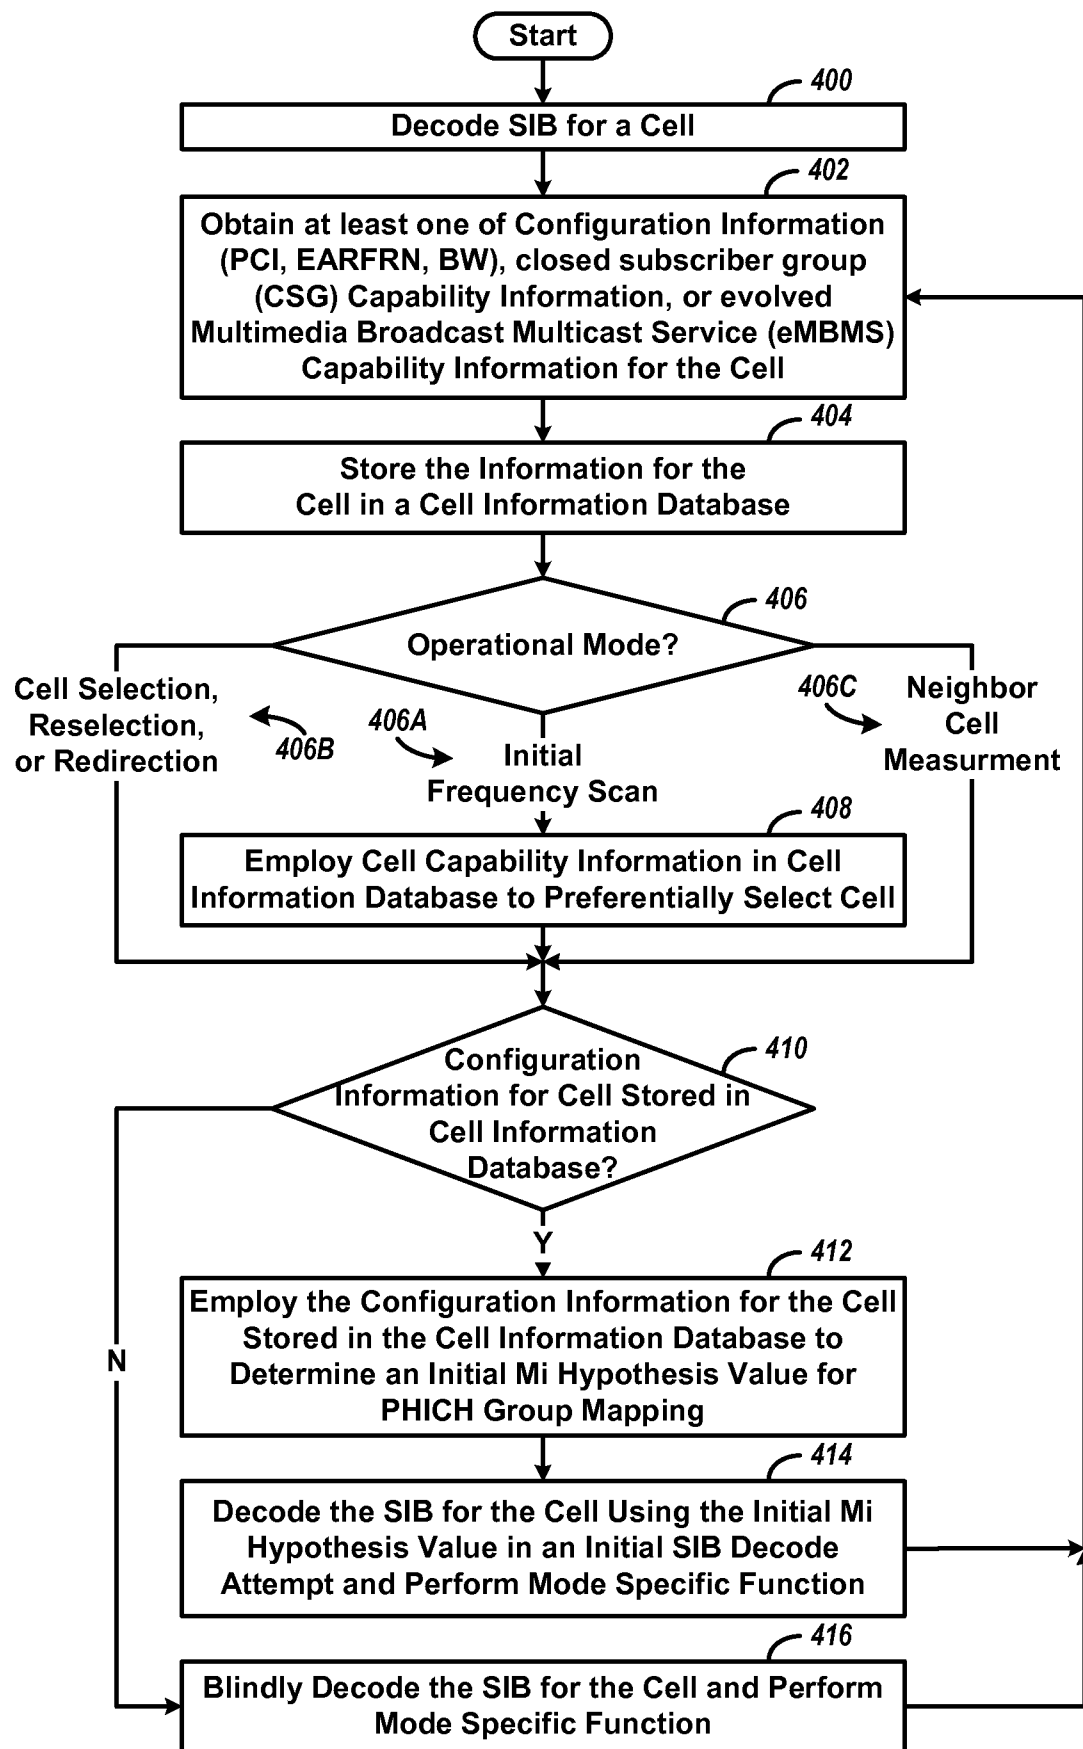 Start
400
Decode SIB for a Cell
402
Obtain at least one of Configuration Information
(PCI, EARFRN, BW), closed subscriber group
(CSG) Capability Information, or evolved
Multimedia Broadcast Multicast Service (eMBMS)
Capability Information for the Cell
404
Store the Information for the
Cell in a Cell Information Database
406
Operational Mode?
Cell Selection,
Reselection,
or Redirection
406B
406A
Initial
Frequency Scan
406C
Neighbor
Cell
Measurment
408
Employ Cell Capability Information in Cell
Information Database to Preferentially Select Cell
410
Configuration
Information for Cell Stored in
Cell Information
Database?
Y
N
412
Employ the Configuration Information for the Cell
Stored in the Cell Information Database to
Determine an Initial Mi Hypothesis Value for
PHICH Group Mapping
414
Decode the SIB for the Cell Using the Initial Mi
Hypothesis Value in an Initial SIB Decode
Attempt and Perform Mode Specific Function
416
Blindly Decode the SIB for the Cell and Perform
Mode Specific Function